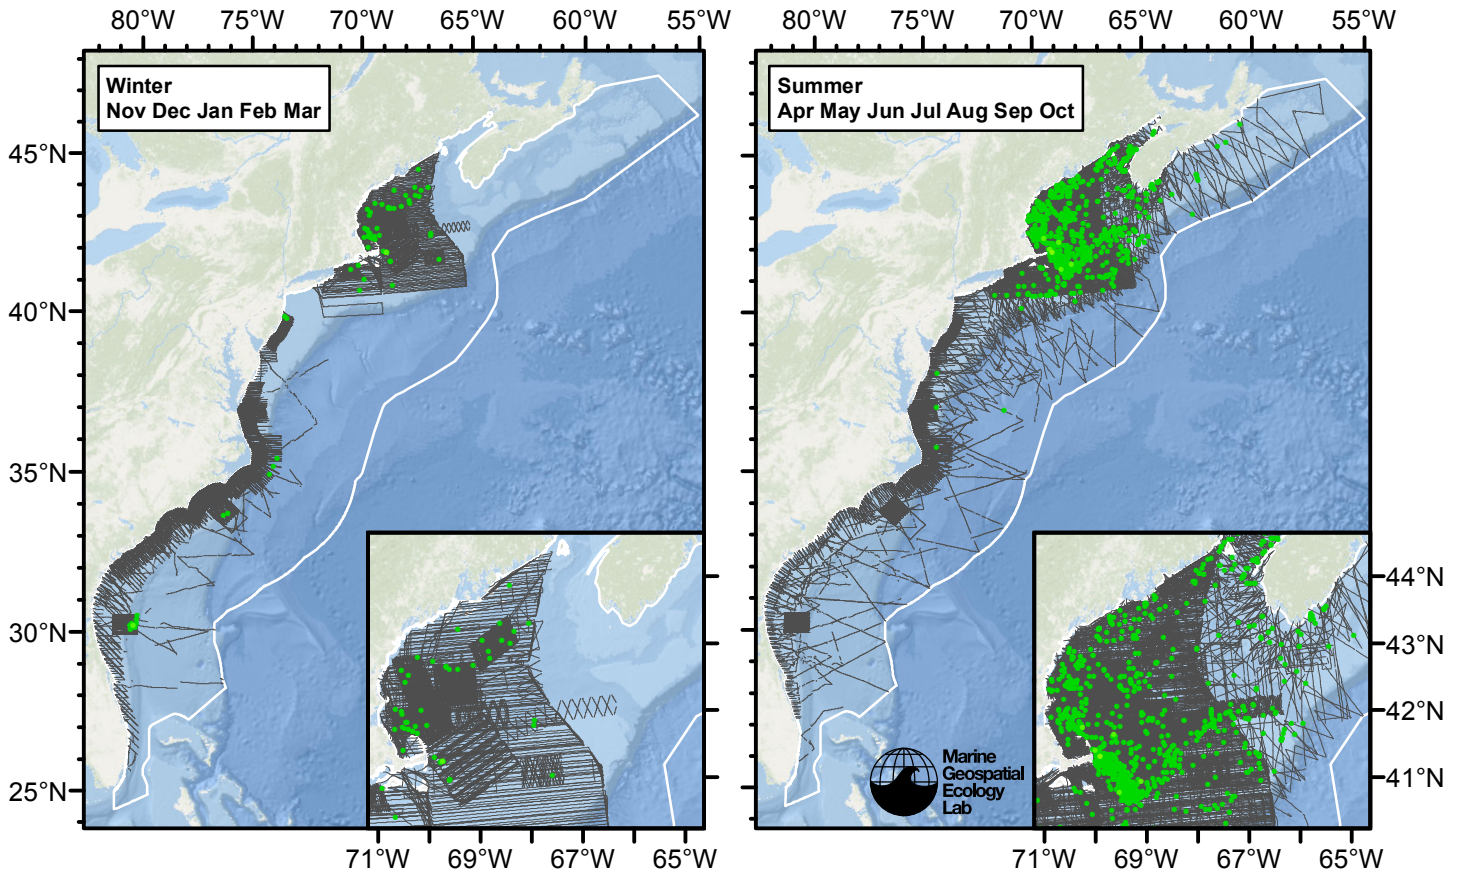 80°W 75°W 70°W 65°W 60°W 55°W
80°W 75°W 70°W 65°W 60°W 55°W
Winter
Nov Dec Jan Feb Mar
Summer
Apr May Jun Jul Aug Sep Oct
45°N
40°N
35°N
30°N
25°N
44°N
43°N
42°N
41°N
Marine
Geospatial
Ecology
Lab
71°W 69°W 67°W 65°W
71°W 69°W 67°W 65°W